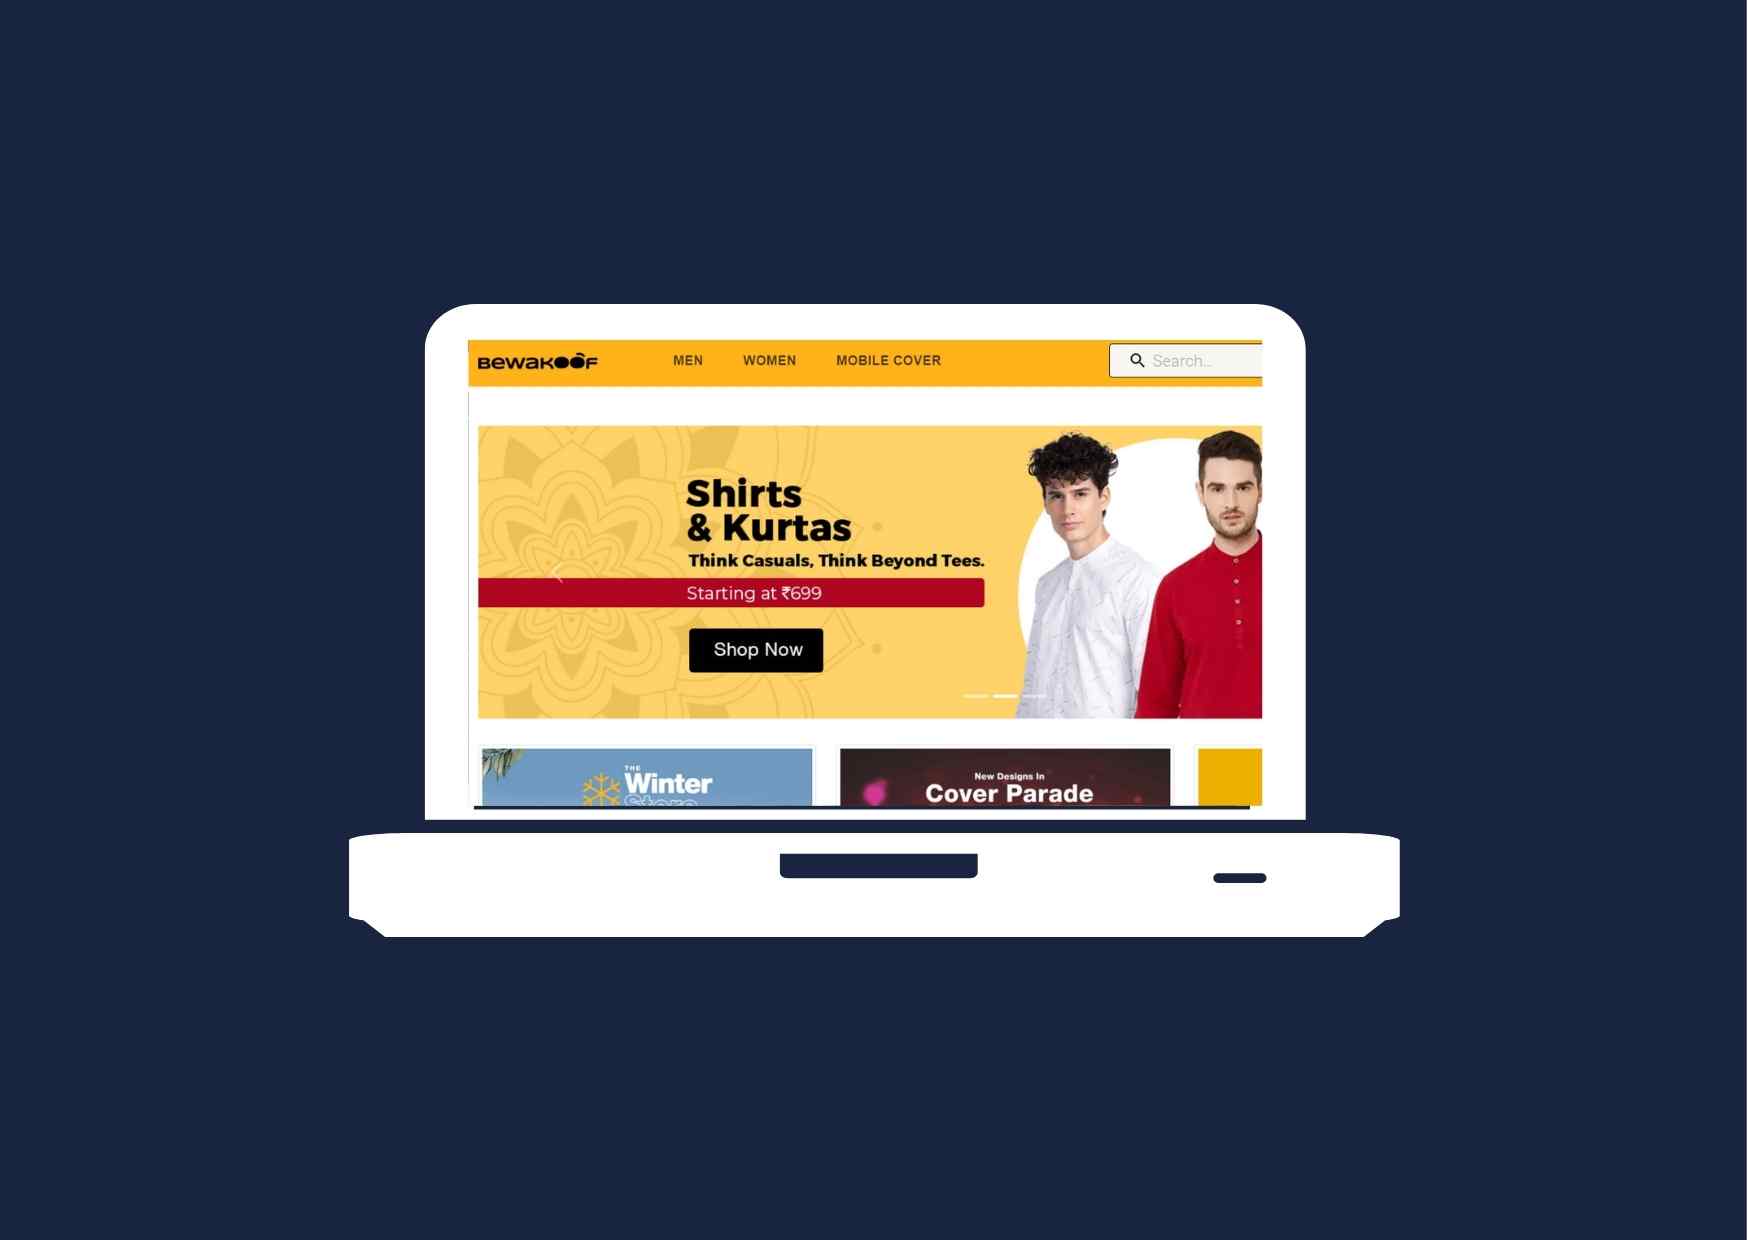 BEWAKOOF MEN WOMEN MOBILE COVER Search...
Shirts
& Kurtas
Think Casuals, Think Beyond Tees.
Starting at ₹699
Shop Now
THE
Winter
Store
New Designs In
Cover Parade